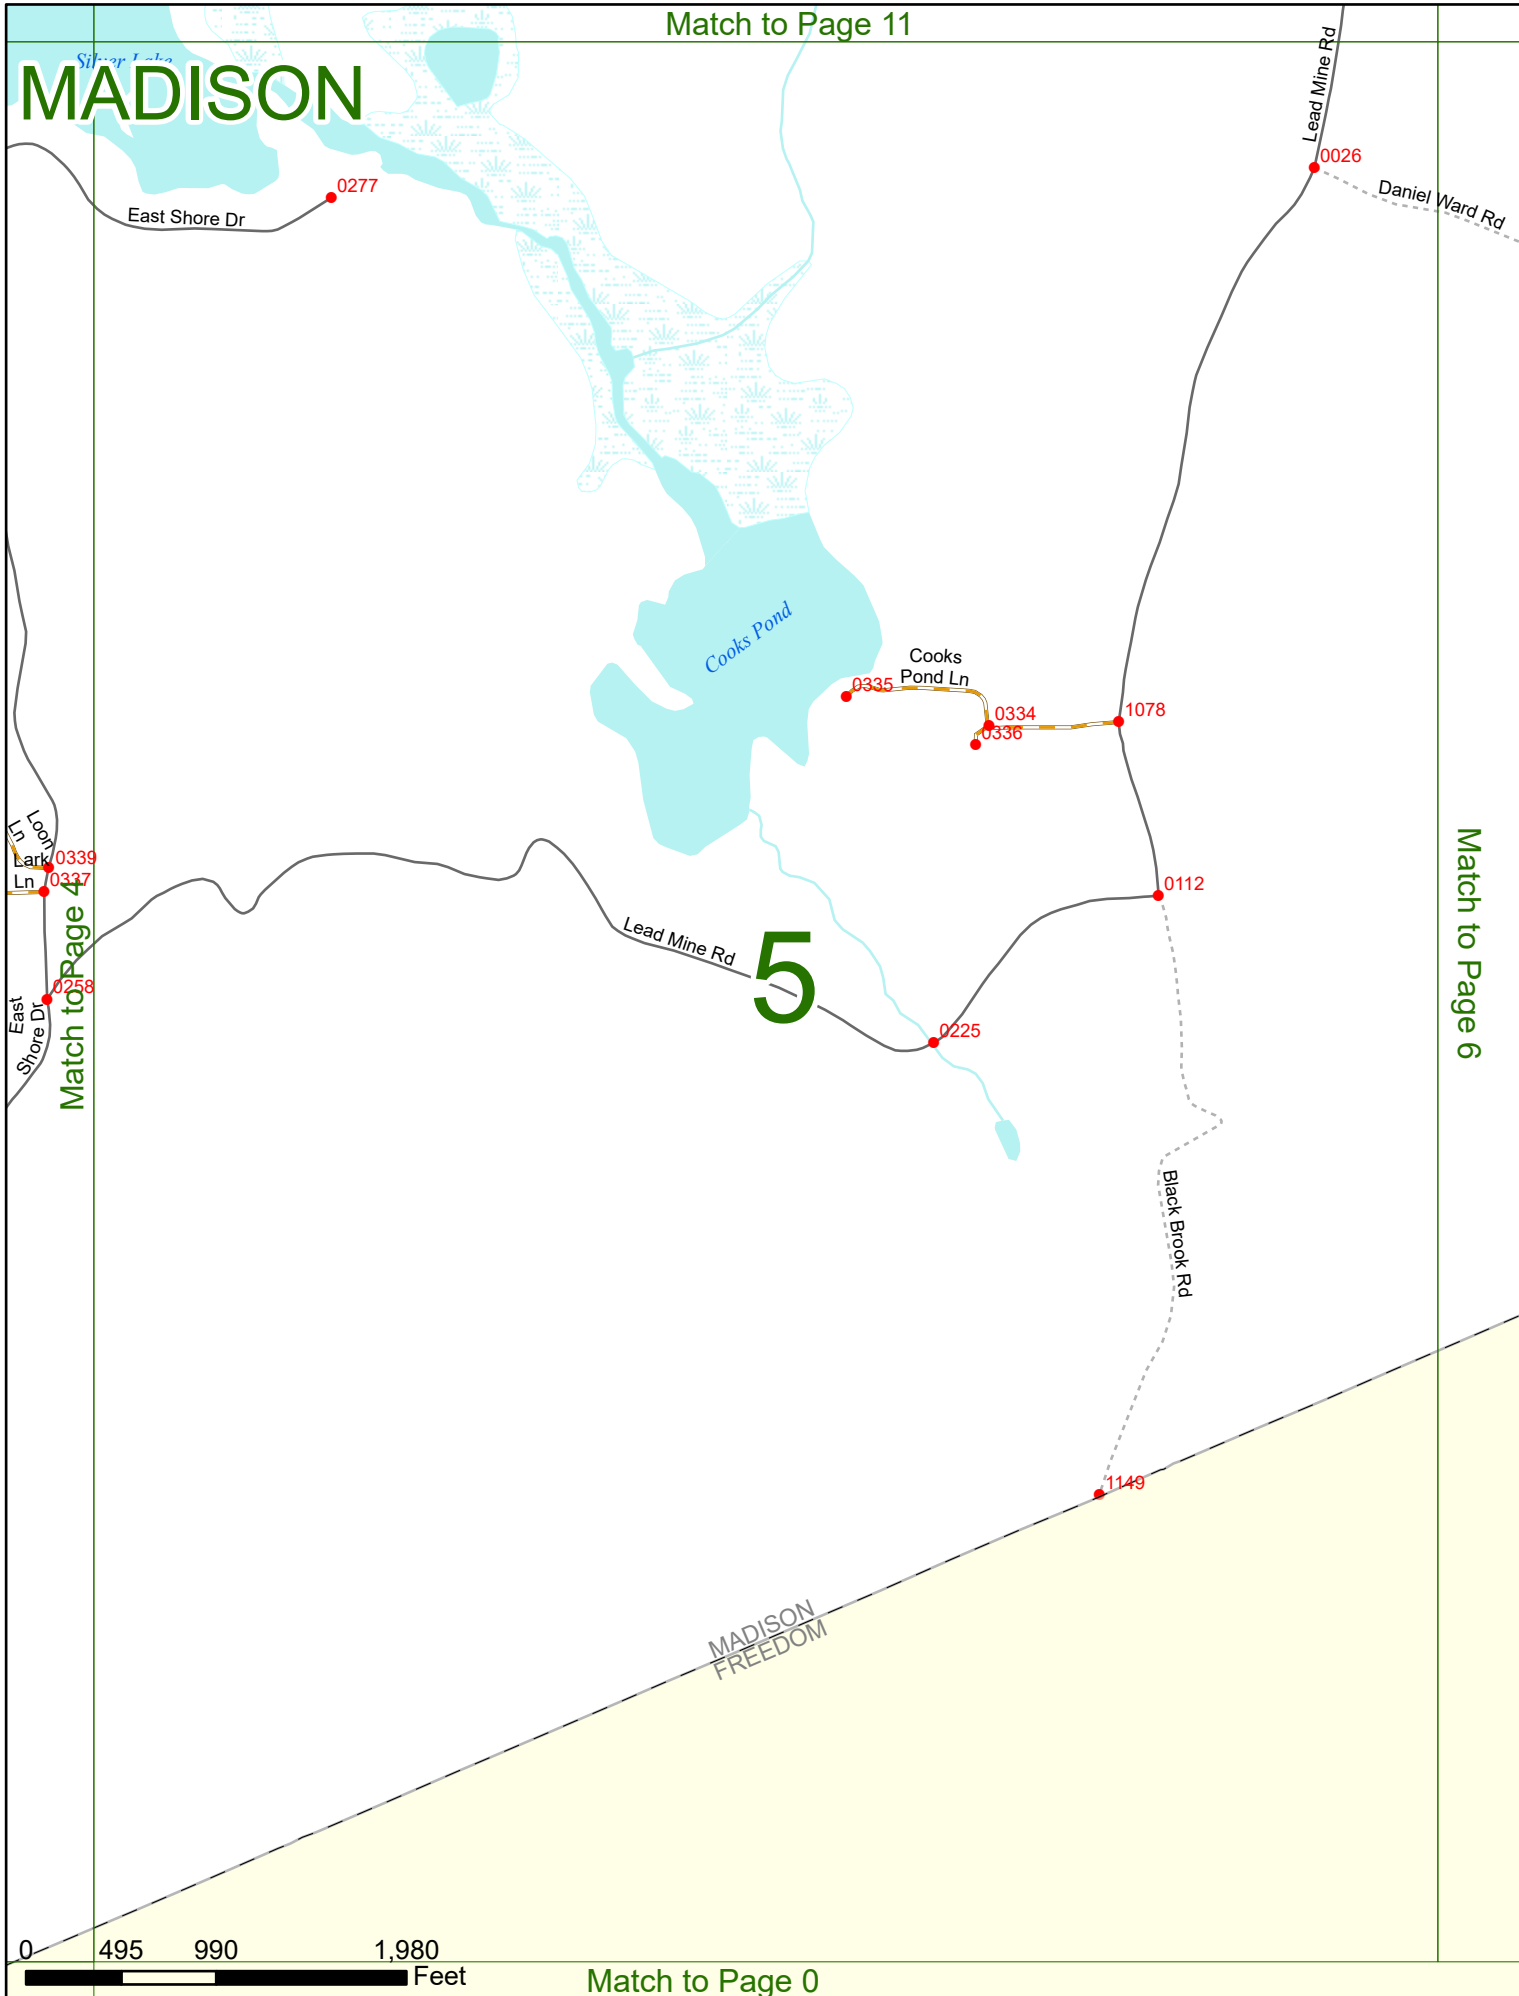 Match to Page 11
Silver Lake
MADISON
Lead Mine Rd
0026
Daniel Ward Rd
0277
East Shore Dr
Cooks Pond
Cooks
Pond Ln
0335
0334
0336
1078
Loon
Ln
Lark
Ln
0339
0337
Match to Page 4
0112
Match to Page 6
Lead Mine Rd
5
0258
East
Shore Dr
0225
Black Brook Rd
1149
MADISON
FREEDOM
0 495 990 1,980
Feet
Match to Page 0